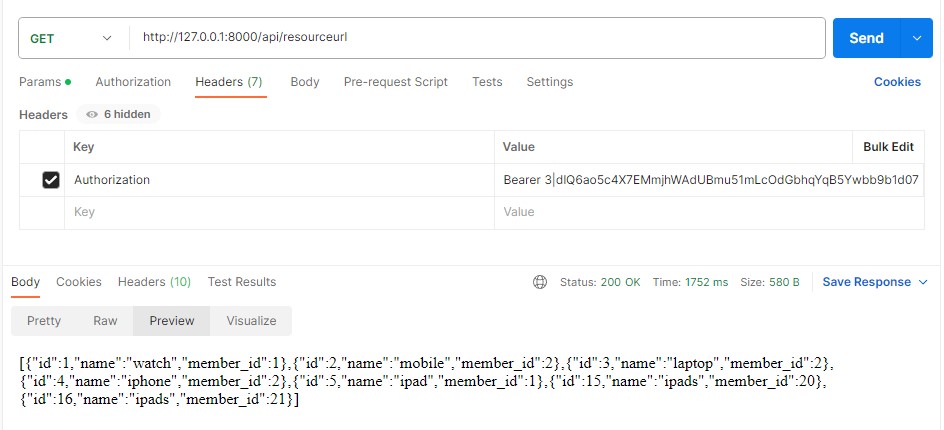 GET http://127.0.0.1:8000/api/resourceurl Send
Params Authorization Headers (7) Body Pre-request Script Tests Settings Cookies
Headers 6 hidden
Key Value Bulk Edit
Authorization Bearer 3|dIQ6ao5c4X7EMmjhWAdUBmu51mLcOdGbhqYqB5Ywbb9b1d07
Key Value
Body Cookies Headers (10) Test Results Status: 200 OK Time: 1752 ms Size: 580 B Save Response
Pretty Raw Preview Visualize
[{"id":1,"name":"watch","member_id":1},{"id":2,"name":"mobile","member_id":2},{"id":3,"name":"laptop","member_id":2},
{"id":4,"name":"iphone","member_id":2},{"id":5,"name":"ipad","member_id":1},{"id":15,"name":"ipads","member_id":20},
{"id":16,"name":"ipads","member_id":21}]